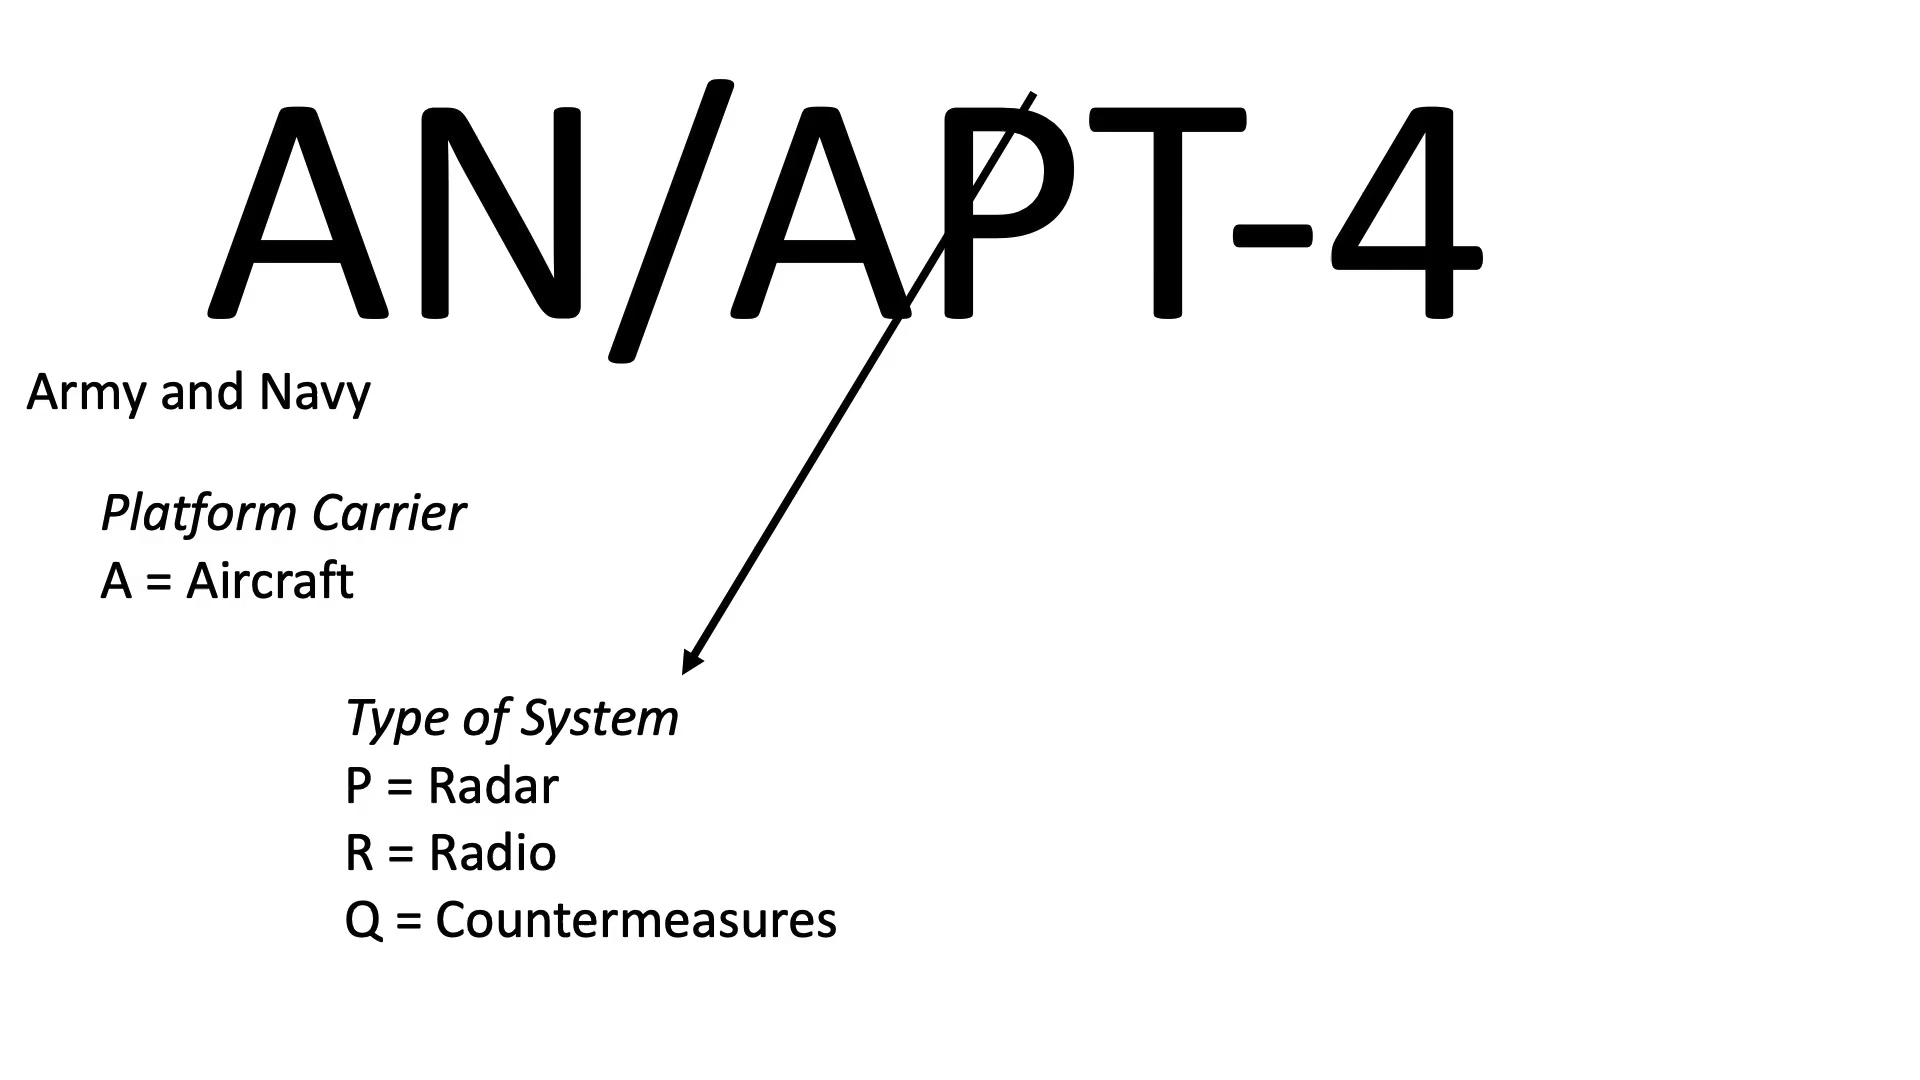 AN/APT-4
Army and Navy
Platform Carrier
A = Aircraft
Type of System
P = Radar
R = Radio
Q = Countermeasures